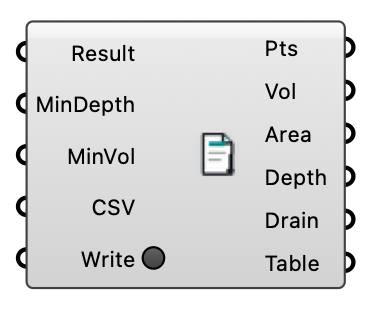 Result
MinDepth
MinVol
CSV
Write
Pts
Vol
Area
Depth
Drain
Table